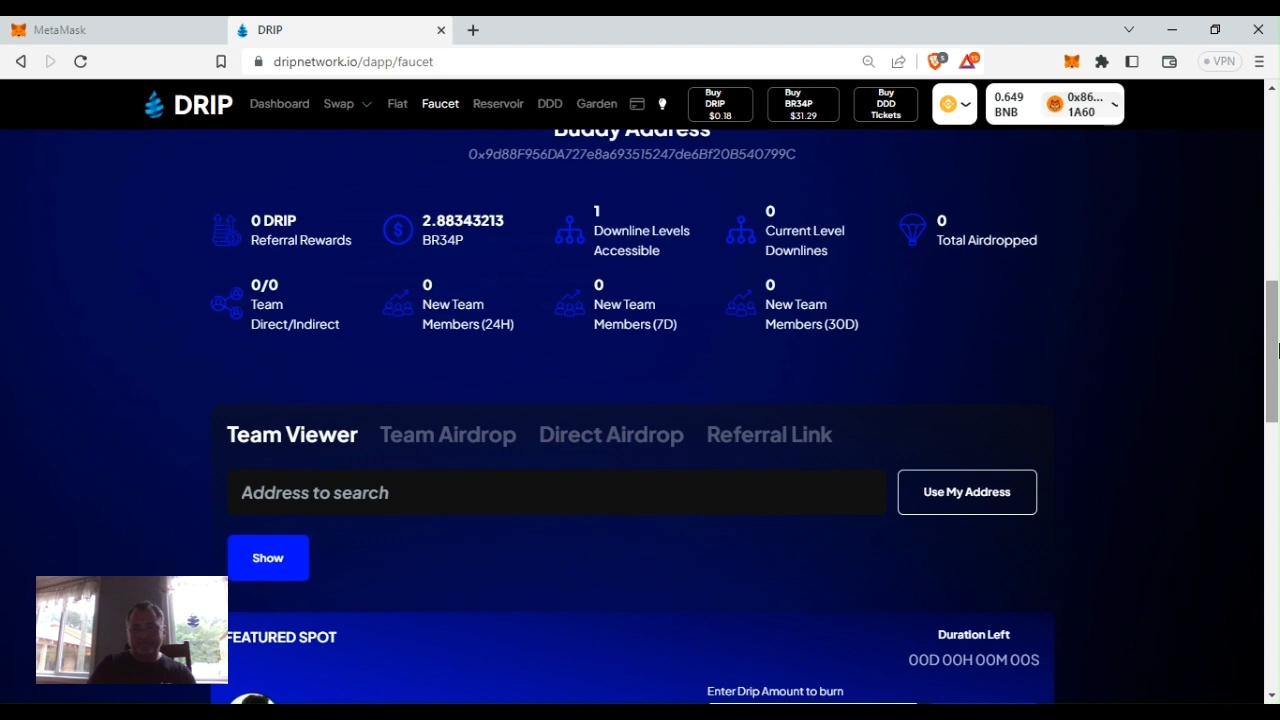 MetaMask
DRIP
dripnetwork.io/dapp/faucet
5
15
VPN
DRIP
Dashboard
Swap
Fiat
Faucet
Reservoir
DDD
Garden
Buy
DRIP
$0.18
Buy
BR34P
$31.29
Buy
DDD
Tickets
0.649
BNB
0x86...
1A60
Buddy Address
0x9d88F956DA727e8a693515247de6Bf20B540799C
0 DRIP
Referral Rewards
2.88343213
BR34P
1
Downline Levels
Accessible
0
Current Level
Downlines
0
Total Airdropped
0/0
Team
Direct/Indirect
0
New Team
Members (24H)
0
New Team
Members (7D)
0
New Team
Members (30D)
Team Viewer
Team Airdrop
Direct Airdrop
Referral Link
Address to search
Use My Address
Show
FEATURED SPOT
Duration Left
00D 00H 00M 00S
Enter Drip Amount to burn